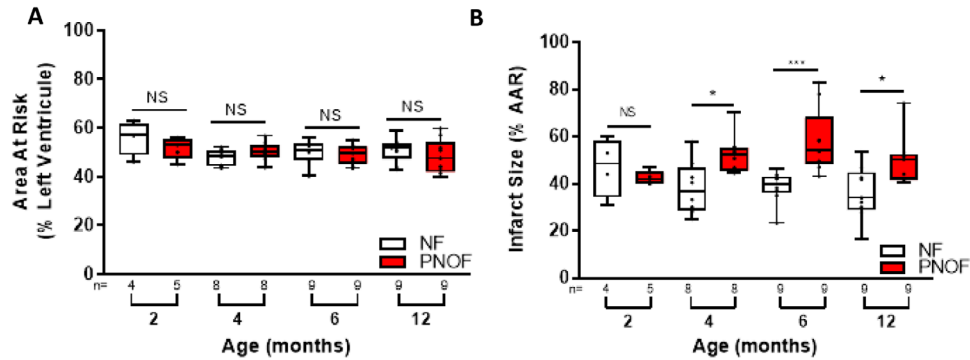 A
Area At Risk
(% Left Ventricule)
100
80
60
40
20
0
NS
NS
NS
NS
NF
PNOF
n=
4
5
8
8
9
9
9
9
2
4
6
12
Age (months)
B
Infarct Size (% AAR)
100
80
60
40
20
0
NS
*
***
*
NF
PNOF
n=
4
5
8
8
9
9
9
9
2
4
6
12
Age (months)